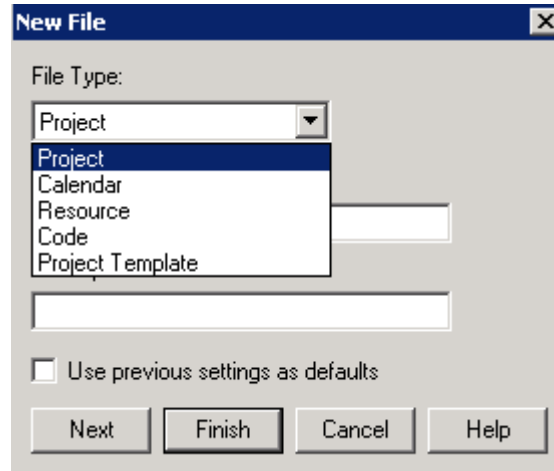 New File
File Type:
Project
Project
Calendar
Resource
Code
Project Template
Use previous settings as defaults
Next Finish Cancel Help